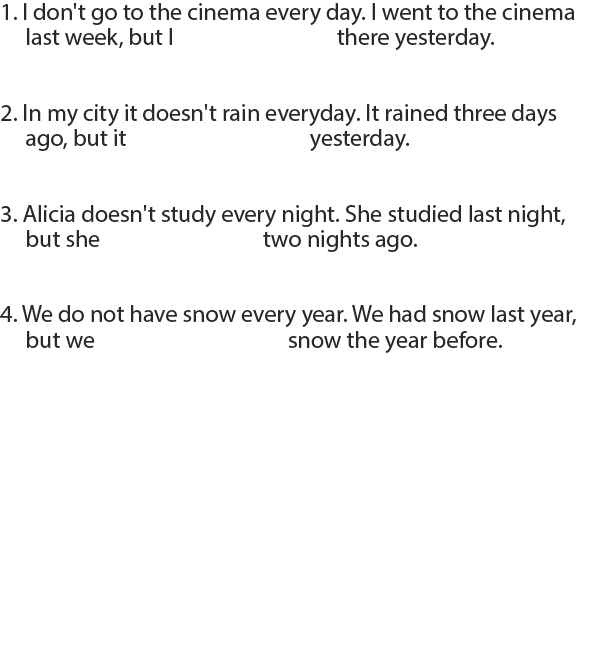 1. I don't go to the cinema every day. I went to the cinema
last week, but I there yesterday.
2. In my city it doesn't rain everyday. It rained three days
ago, but it yesterday.
3. Alicia doesn't study every night. She studied last night,
but she two nights ago.
4. We do not have snow every year. We had snow last year,
but we snow the year before.